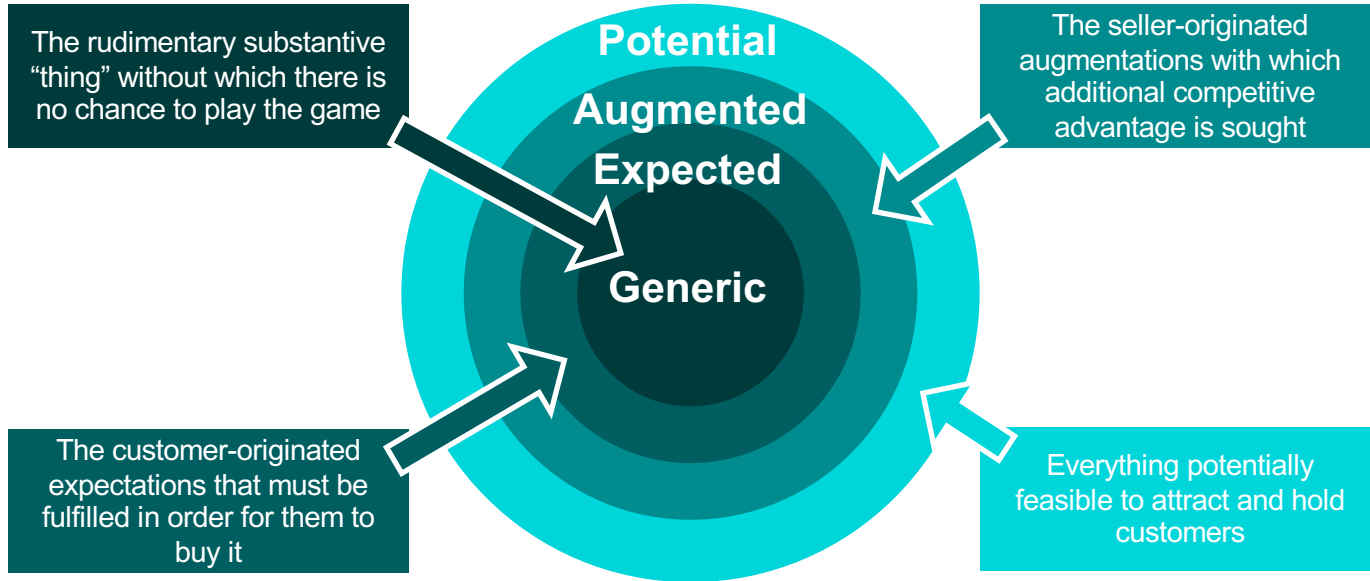 The rudimentary substantive
“thing” without which there is
no chance to play the game
Potential
Augmented
Expected
Generic
The seller-originated
augmentations with which
additional competitive
advantage is sought
The customer-originated
expectations that must be
fulfilled in order for them to
buy it
Everything potentially
feasible to attract and hold
customers